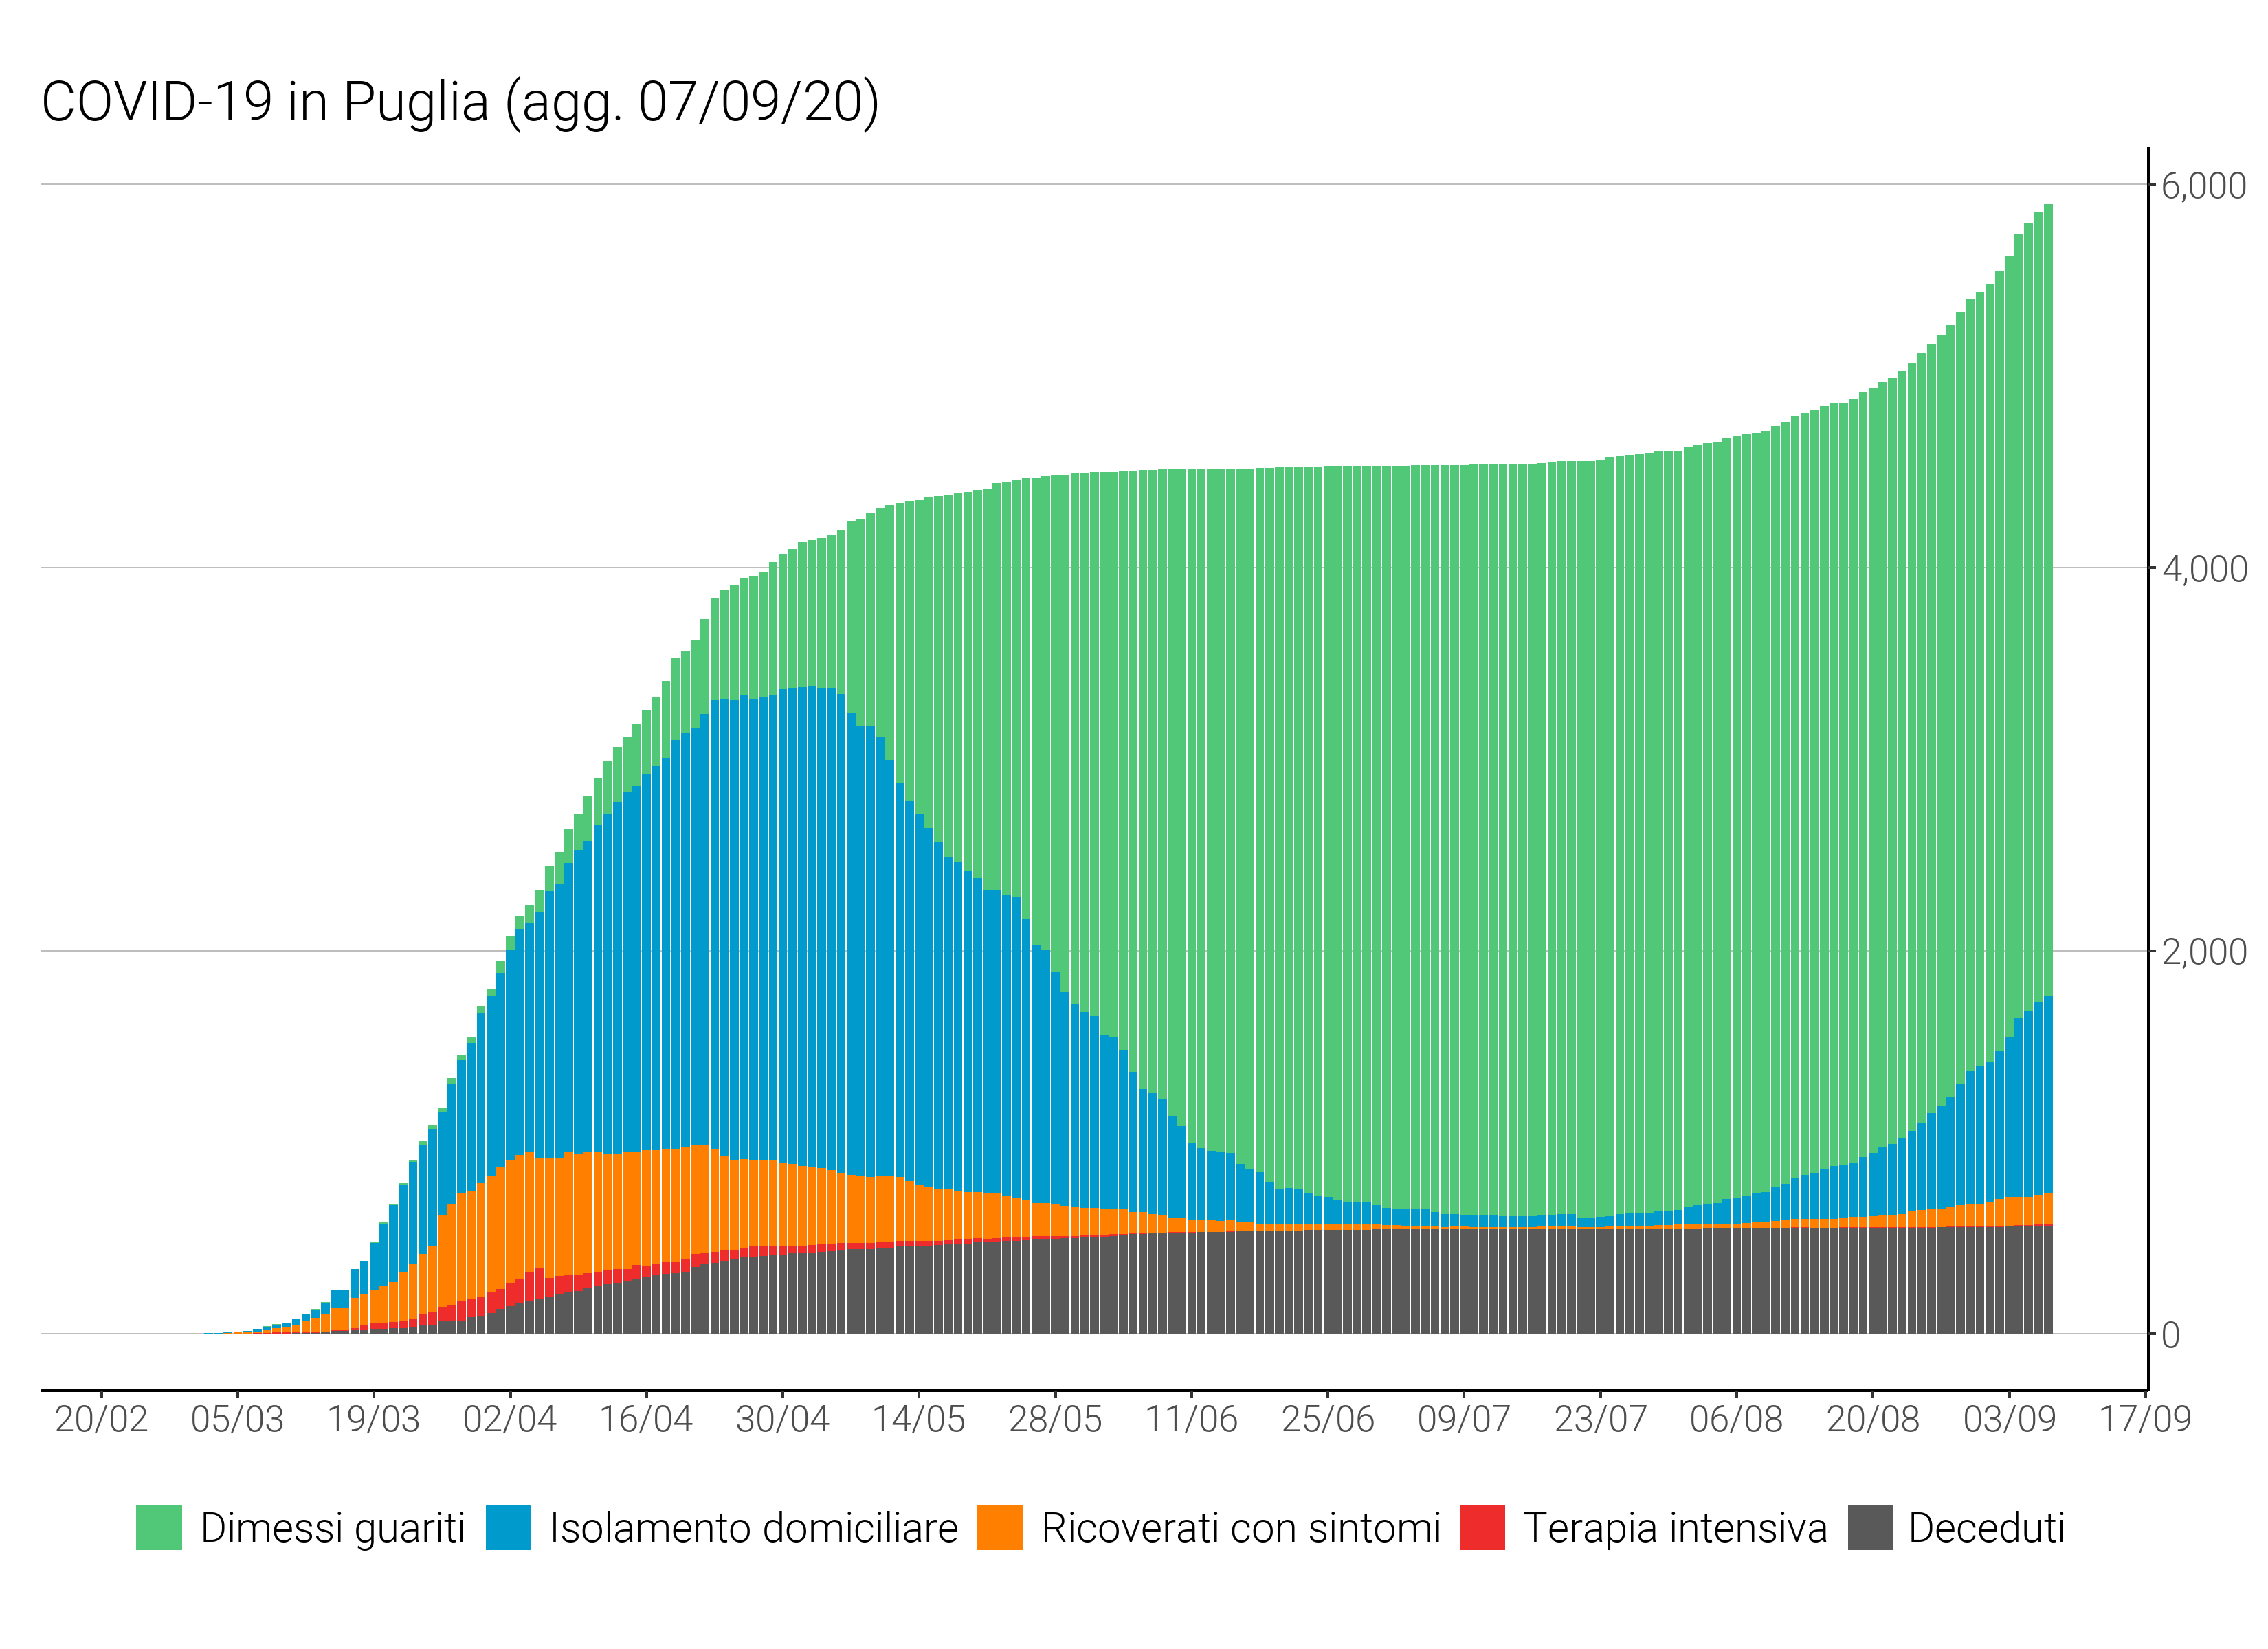 COVID-19 in Puglia (agg. 07/09/20)
6,000
4,000
2,000
0
20/02 05/03 19/03 02/04 16/04 30/04 14/05 28/05 11/06 25/06 09/07 23/07 06/08 20/08 03/09 17/09
Dimessi guariti Isolamento domiciliare Ricoverati con sintomi Terapia intensiva Deceduti